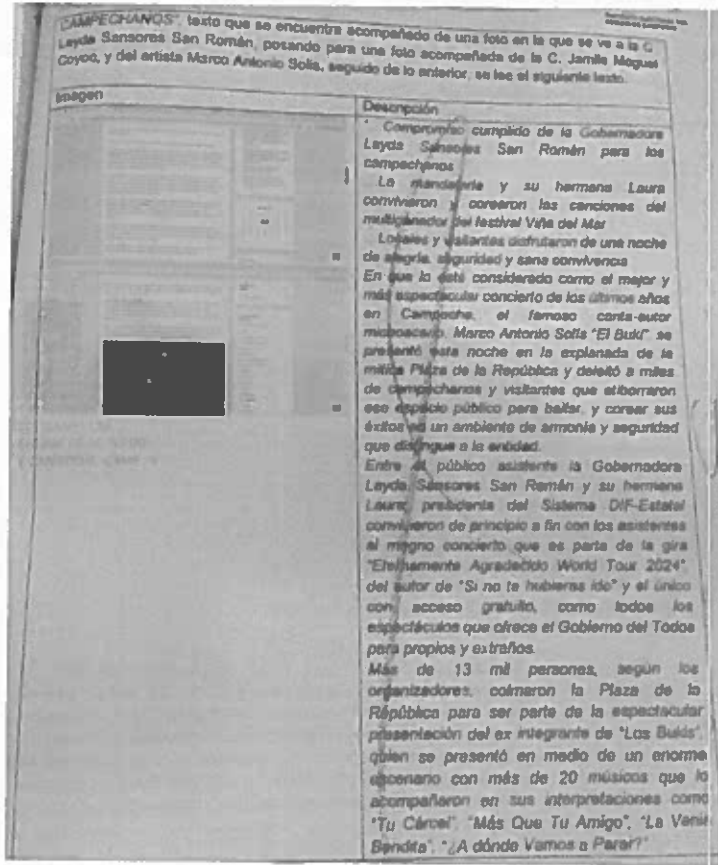 CAMPECHANOS", texto que se encuentra acompañado de una foto en la que se ve a la C
Layda Sansores San Román, posando para una foto acompañada de la C. Jamile Moguel
Coyoc, y del artista Marco Antonio Solis, seguido de lo anterior, se lee el siguiente texto.
Imagen
Descripción
" Compromiso cumplido de la Gobernadora
Layda Sansores San Román para los
campechanos
La mandataria y su hermana Laura
convivieron y corearon las canciones del
multiganador del festival Viña del Mar
Locales y visitantes disfrutaron de una noche
de alegría, seguridad y sana convivencia
En que lo esté considerado como el mejor y
más espectacular concierto de los últimos años
en Campeche, el famoso canta-autor
michoacano, Marco Antonio Solís "El Buki", se
presentó esta noche en la explanada de la
mítica Plaza de la República y deleitó a miles
de campechanos y visitantes que atiborraron
ese espacio público para bailar, y corear sus
éxitos en un ambiente de armonía y seguridad
que distingue a la entidad.
Entre el público asistente la Gobernadora
Layda Sansores San Román y su hermana
Laura, presidenta del Sistema DIF-Estatal
convivieron de principio a fin con los asistentes
al magno concierto que es parte de la gira
"Eternamente Agradecido World Tour 2024",
del autor de "Si no te hubieras ido" y el único
con acceso gratuito, como todos los
espectáculos que ofrece el Gobierno del Todos
para propios y extraños.
Más de 13 mil personas, según los
organizadores, colmaron la Plaza de la
República para ser parte de la espectacular
presentación del ex integrante de "Los Bukis",
quien se presentó en medio de un enorme
escenario con más de 20 músicos que lo
acompañaron en sus interpretaciones como
"Tu Cárcel", "Más Que Tu Amigo", "La Venia
Bendita", "¿A dónde Vamos a Parar?"